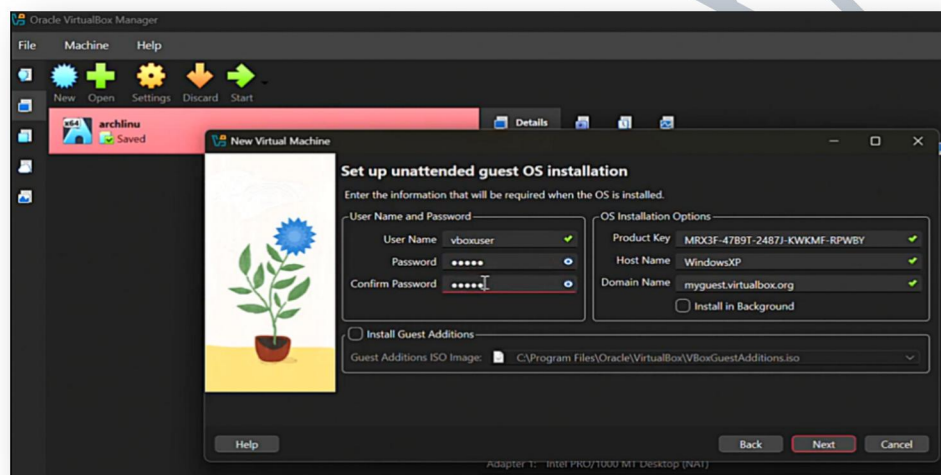 Oracle VirtualBox Manager
File Machine Help
New Open Settings Discard Start
x64
archlinu
Saved
Details
New Virtual Machine
Set up unattended guest OS installation
Enter the information that will be required when the OS is installed.
User Name and Password
User Name vboxuser
Password •••••
Confirm Password •••••
OS Installation Options
Product Key MRX3F-47B9T-2487J-KWKMF-RPWBY
Host Name WindowsXP
Domain Name myguest.virtualbox.org
Install in Background
Install Guest Additions
Guest Additions ISO Image: C:\Program Files\Oracle\VirtualBox\VBoxGuestAdditions.iso
Help Back Next Cancel
Adapter 1: Intel PRO/1000 MT Desktop (NAT)